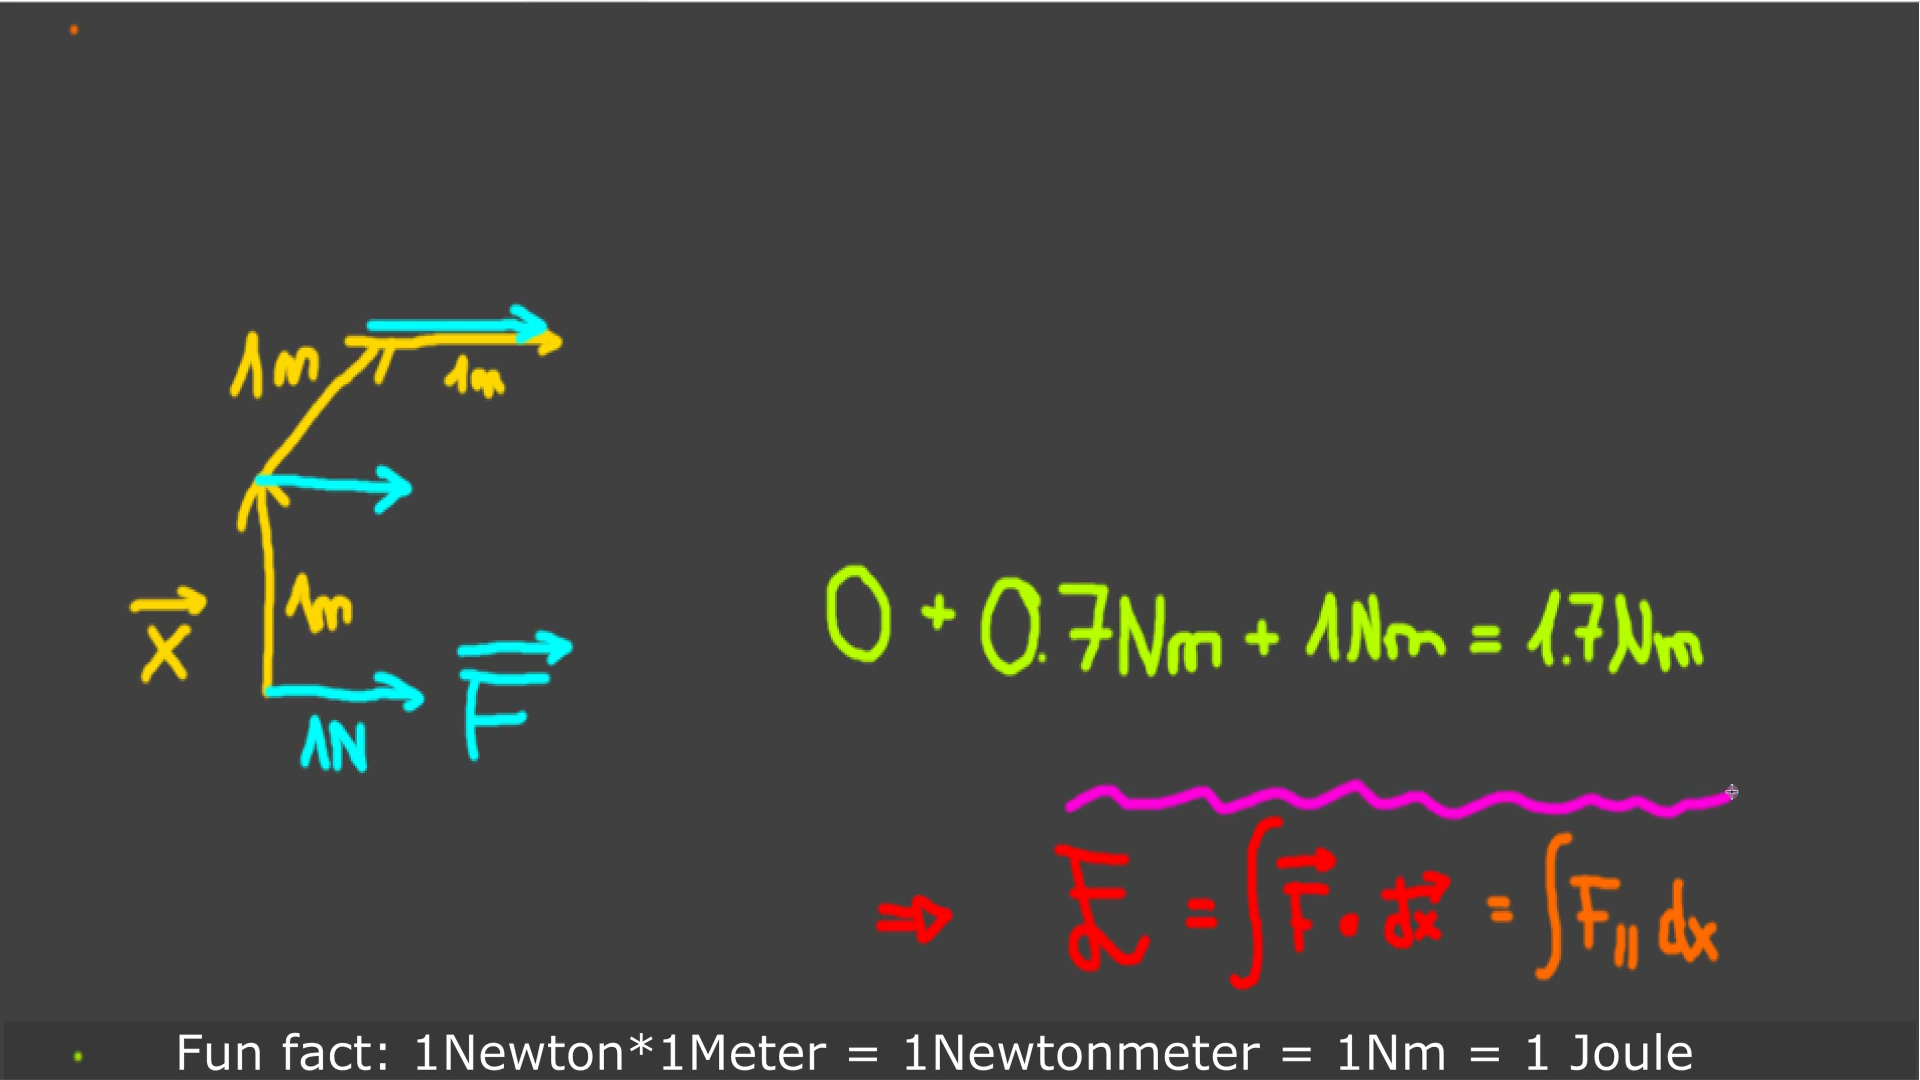 1m
1m
x⃗ 1m
F⃗
1N
0 + 0.7Nm + 1Nm = 1.7Nm
⇒ E = ∫F⃗ • dx⃗ = ∫F∥ dx
Fun fact: 1Newton*1Meter = 1Newtonmeter = 1Nm = 1 Joule